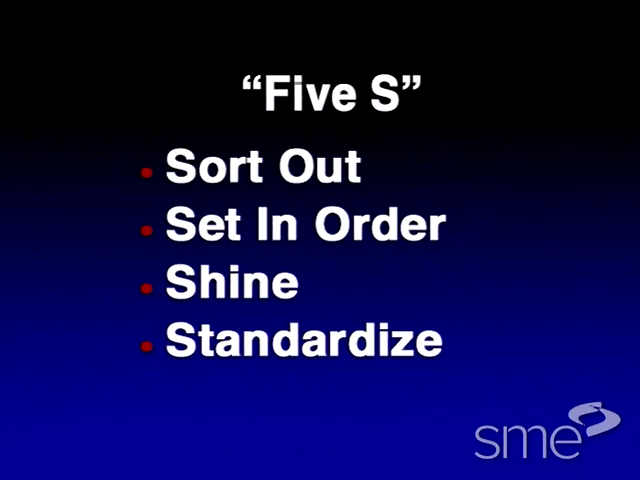 “Five S”
• Sort Out
• Set In Order
• Shine
• Standardize
sme